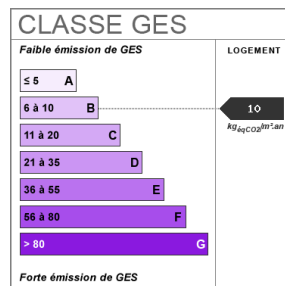 CLASSE GES
Faible émission de GES
LOGEMENT
≤ 5 A
6 à 10 B
10
kgéqCO2/m².an
11 à 20 C
21 à 35 D
36 à 55 E
56 à 80 F
> 80 G
Forte émission de GES